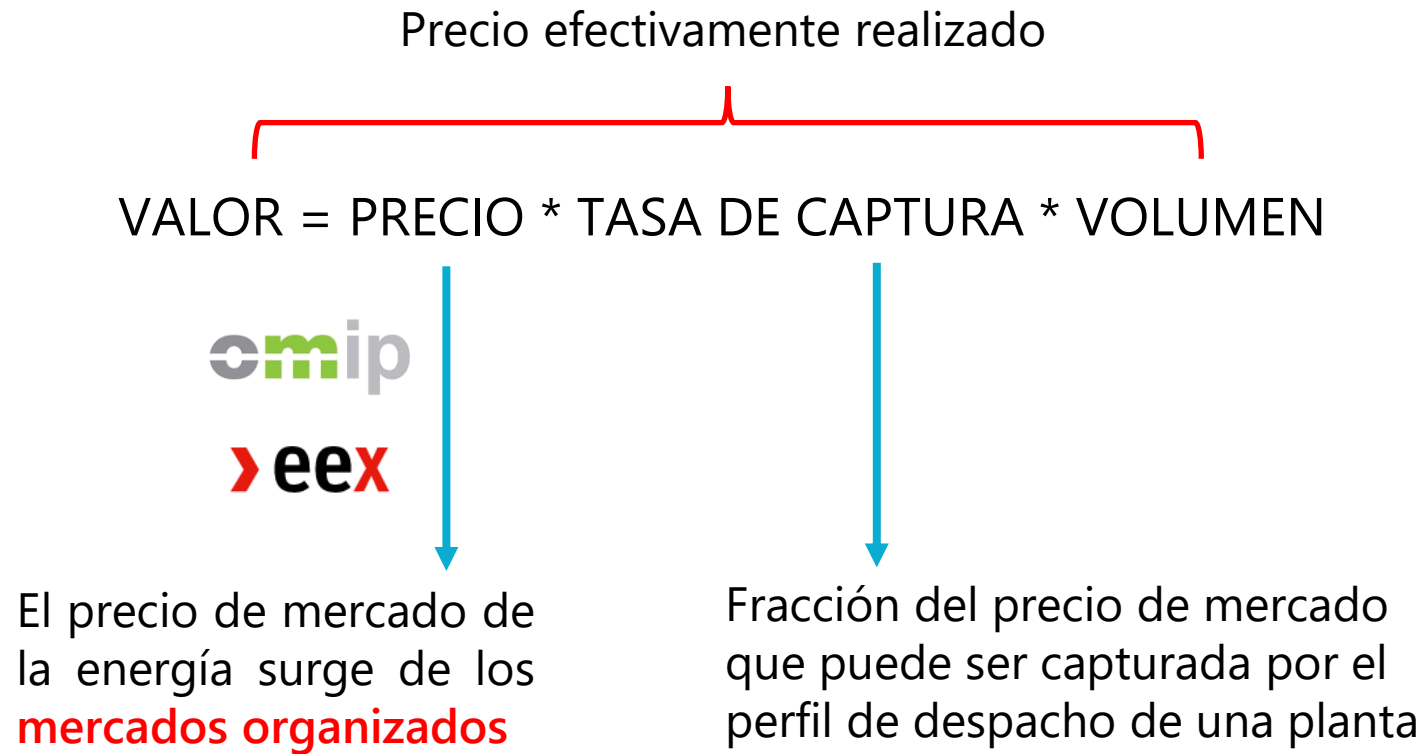 Precio efectivamente realizado
VALOR = PRECIO * TASA DE CAPTURA * VOLUMEN
omip
eex
El precio de mercado de
la energía surge de los
mercados organizados
Fracción del precio de mercado
que puede ser capturada por el
perfil de despacho de una planta